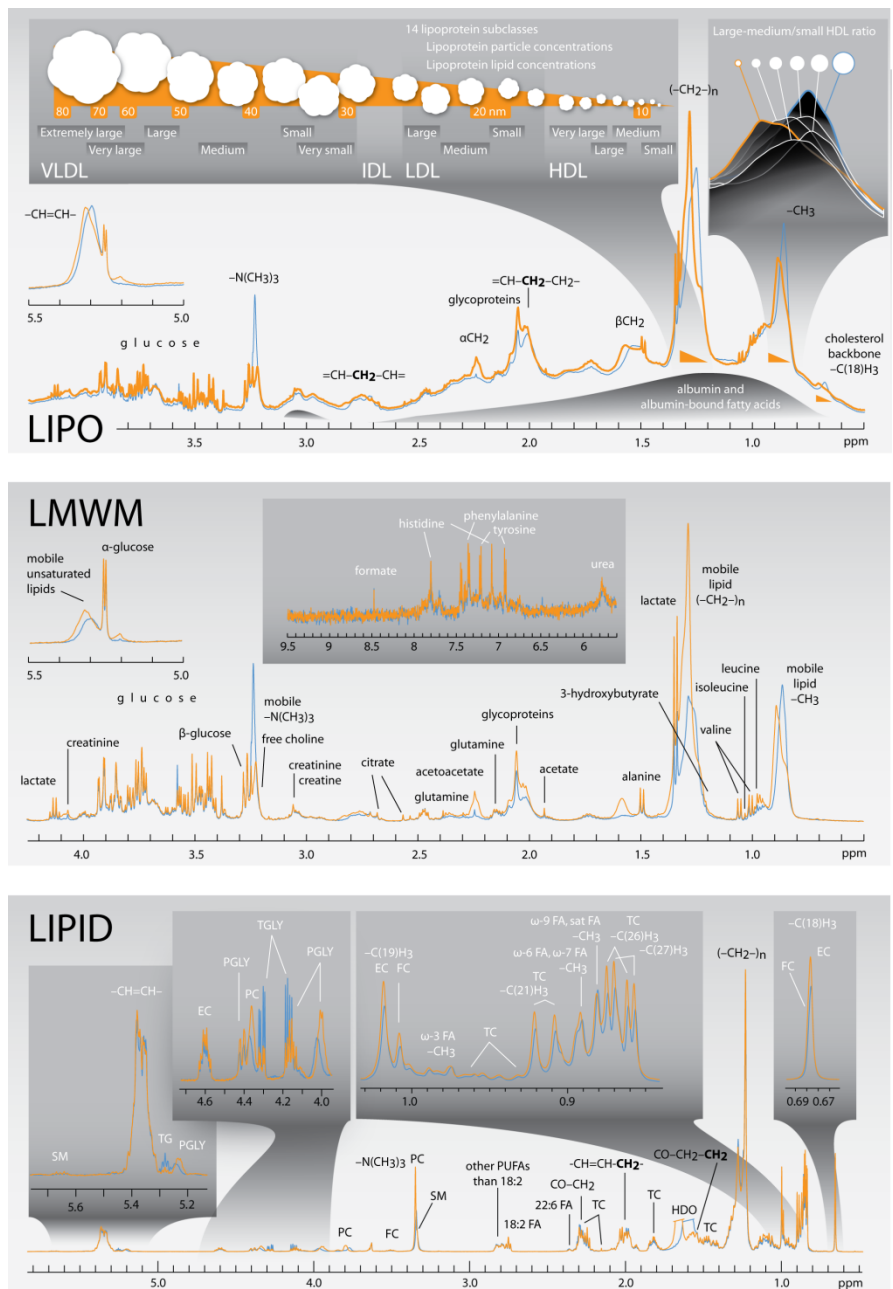 14 lipoprotein subclasses
Lipoprotein particle concentrations
Lipoprotein lipid concentrations
Large-medium/small HDL ratio
(–CH2–)n
80 70 60 50 40 30 20 nm 10
Extremely large Large Small Large Small Very large Medium
Very large Medium Very small Medium Large Small
VLDL IDL LDL HDL
–CH=CH–
–CH3
–N(CH3)3
=CH–CH2–CH2–
glycoproteins
αCH2
βCH2
=CH–CH2–CH=
cholesterol
backbone
–C(18)H3
5.5 5.0
glucose
albumin and
albumin-bound fatty acids
LIPO
3.5 3.0 2.5 2.0 1.5 1.0 ppm
LMWM
mobile
unsaturated
lipids
α-glucose
phenylalanine
histidine
tyrosine
formate
urea
9.5 9 8.5 8 7.5 7 6.5 6
lactate
mobile
lipid
(–CH2–)n
5.5 5.0
glucose
mobile
–N(CH3)3
free choline
β-glucose
creatinine
lactate
creatinine
creatine
citrate
acetoacetate
glutamine
glutamine
glycoproteins
acetate
3-hydroxybutyrate
alanine
valine
isoleucine
leucine
mobile
lipid
–CH3
4.0 3.5 3.0 2.5 2.0 1.5 1.0 ppm
LIPID
–CH=CH–
SM
TG
PGLY
5.6 5.4 5.2
TGLY
PGLY
PGLY
PC
EC
4.6 4.4 4.2 4.0
–C(19)H3
EC
FC
ω-3 FA
–CH3
TC
TC
–C(21)H3
ω-6 FA, ω-7 FA
–CH3
ω-9 FA, sat FA
–CH3
TC
–C(26)H3
–C(27)H3
1.0 0.9
(–CH2–)n
–C(18)H3
EC
FC
0.69 0.67
–N(CH3)3 PC
SM
PC
FC
other PUFAs
than 18:2
18:2 FA
-CH=CH-CH2-
CO–CH2
22:6 FA
TC
TC
CO–CH2–CH2
HDO
TC
5.0 4.0 3.0 2.0 1.0 ppm